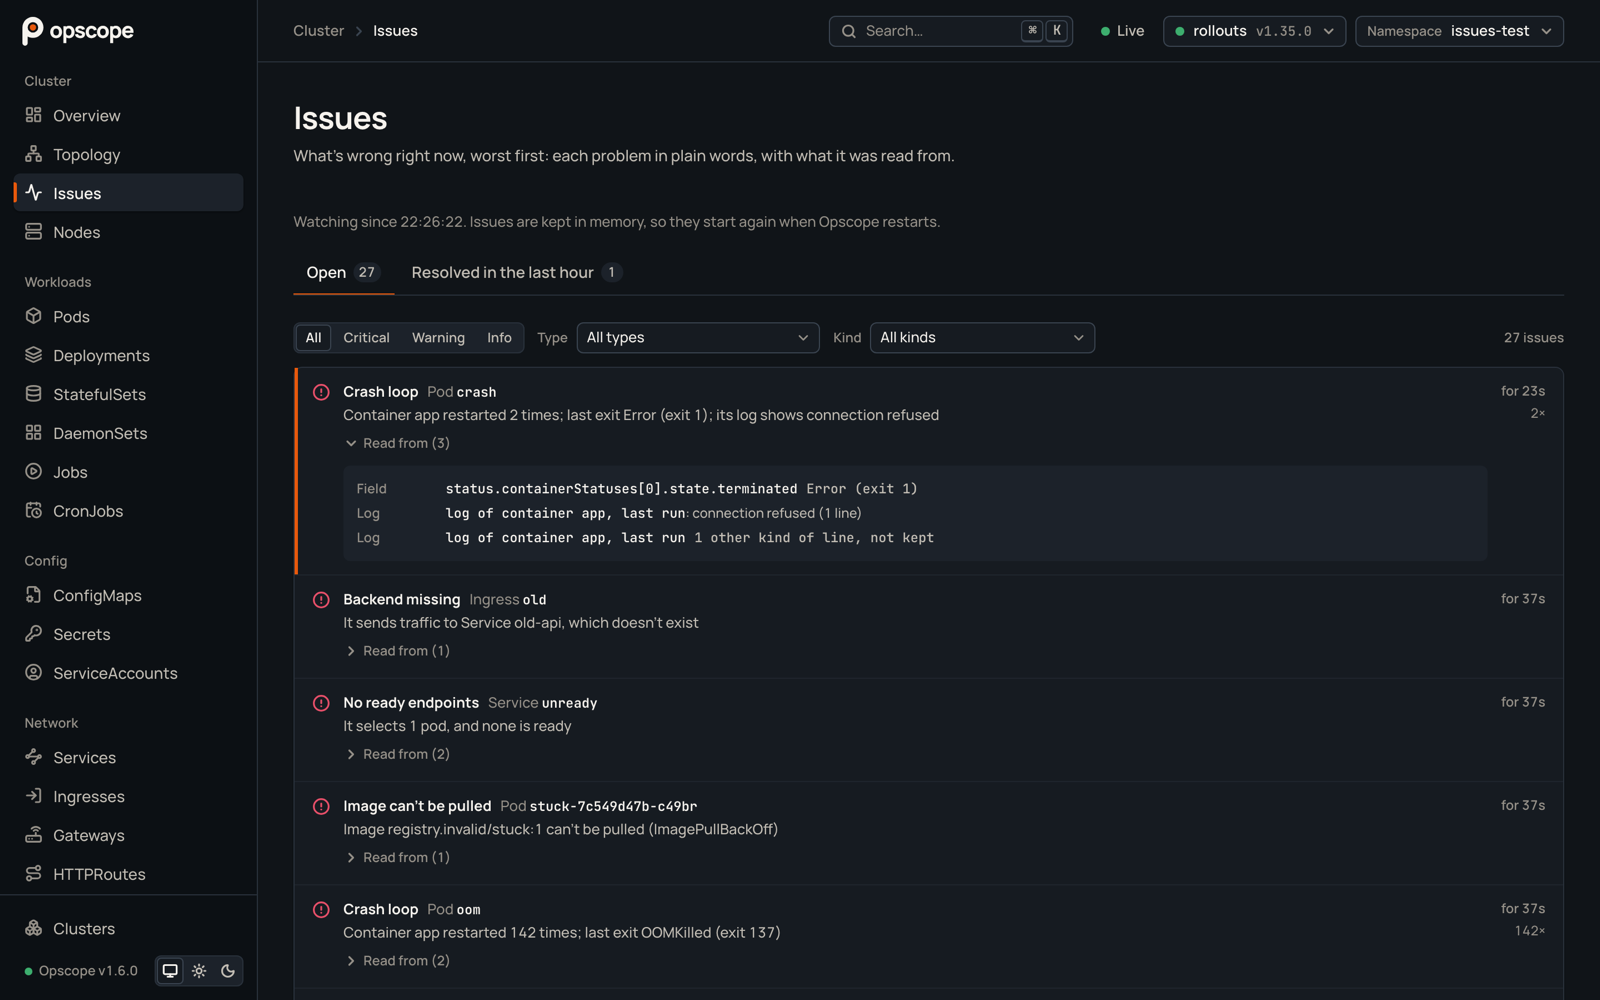 opscope
Cluster
Overview
Topology
Issues
Nodes
Workloads
Pods
Deployments
StatefulSets
DaemonSets
Jobs
CronJobs
Config
ConfigMaps
Secrets
ServiceAccounts
Network
Services
Ingresses
Gateways
HTTPRoutes
Clusters
Opscope v1.6.0
Cluster > Issues
Search... ⌘ K
Live
rollouts v1.35.0
Namespace issues-test
Issues
What's wrong right now, worst first: each problem in plain words, with what it was read from.
Watching since 22:26:22. Issues are kept in memory, so they start again when Opscope restarts.
Open 27 Resolved in the last hour 1
All Critical Warning Info Type All types Kind All kinds 27 issues
Crash loop Pod crash for 23s
Container app restarted 2 times; last exit Error (exit 1); its log shows connection refused 2×
Read from (3)
Field status.containerStatuses[0].state.terminated Error (exit 1)
Log log of container app, last run: connection refused (1 line)
Log log of container app, last run 1 other kind of line, not kept
Backend missing Ingress old for 37s
It sends traffic to Service old-api, which doesn't exist
Read from (1)
No ready endpoints Service unready for 37s
It selects 1 pod, and none is ready
Read from (2)
Image can't be pulled Pod stuck-7c549d47b-c49br for 37s
Image registry.invalid/stuck:1 can't be pulled (ImagePullBackOff)
Read from (1)
Crash loop Pod oom for 37s
Container app restarted 142 times; last exit OOMKilled (exit 137) 142×
Read from (2)